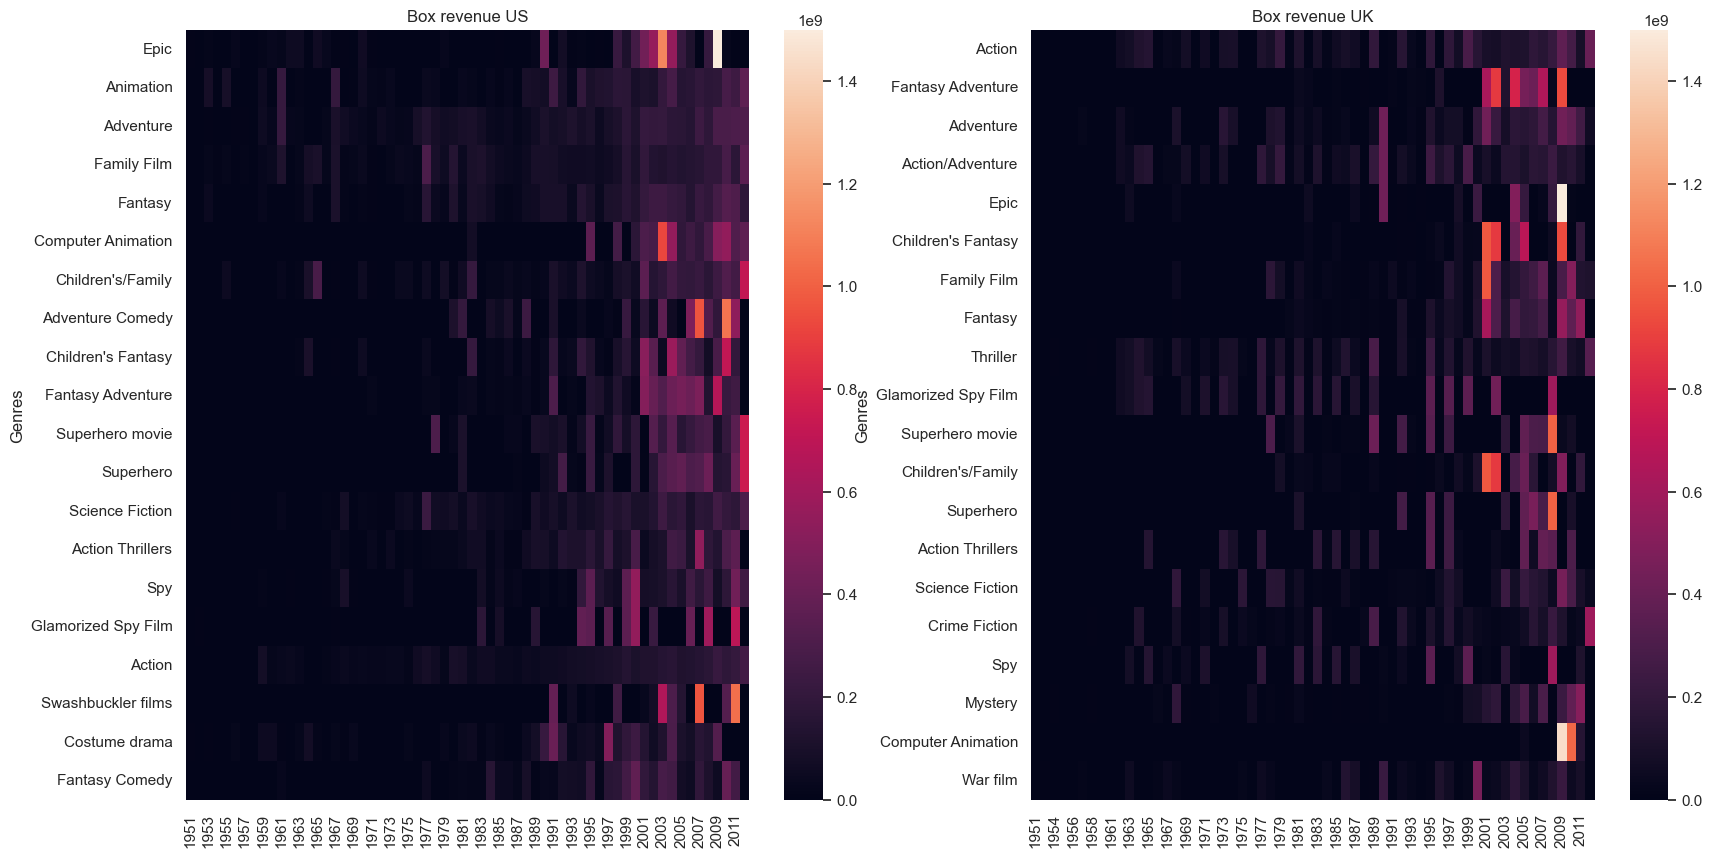 Box revenue US
1e9
Genres
Epic
Animation
Adventure
Family Film
Fantasy
Computer Animation
Children's/Family
Adventure Comedy
Children's Fantasy
Fantasy Adventure
Superhero movie
Superhero
Science Fiction
Action Thrillers
Spy
Glamorized Spy Film
Action
Swashbuckler films
Costume drama
Fantasy Comedy
1951 1953 1955 1957 1959 1961 1963 1965 1967 1969 1971 1973 1975 1977 1979 1981 1983 1985 1987 1989 1991 1993 1995 1997 1999 2001 2003 2005 2007 2009 2011
1.4
1.2
1.0
0.8
0.6
0.4
0.2
0.0
Box revenue UK
1e9
Genres
Action
Fantasy Adventure
Adventure
Action/Adventure
Epic
Children's Fantasy
Family Film
Fantasy
Thriller
Glamorized Spy Film
Superhero movie
Children's/Family
Superhero
Action Thrillers
Science Fiction
Crime Fiction
Spy
Mystery
Computer Animation
War film
1951 1954 1956 1958 1961 1963 1965 1967 1969 1971 1973 1975 1977 1979 1981 1983 1985 1987 1989 1991 1993 1995 1997 1999 2001 2003 2005 2007 2009 2011
1.4
1.2
1.0
0.8
0.6
0.4
0.2
0.0